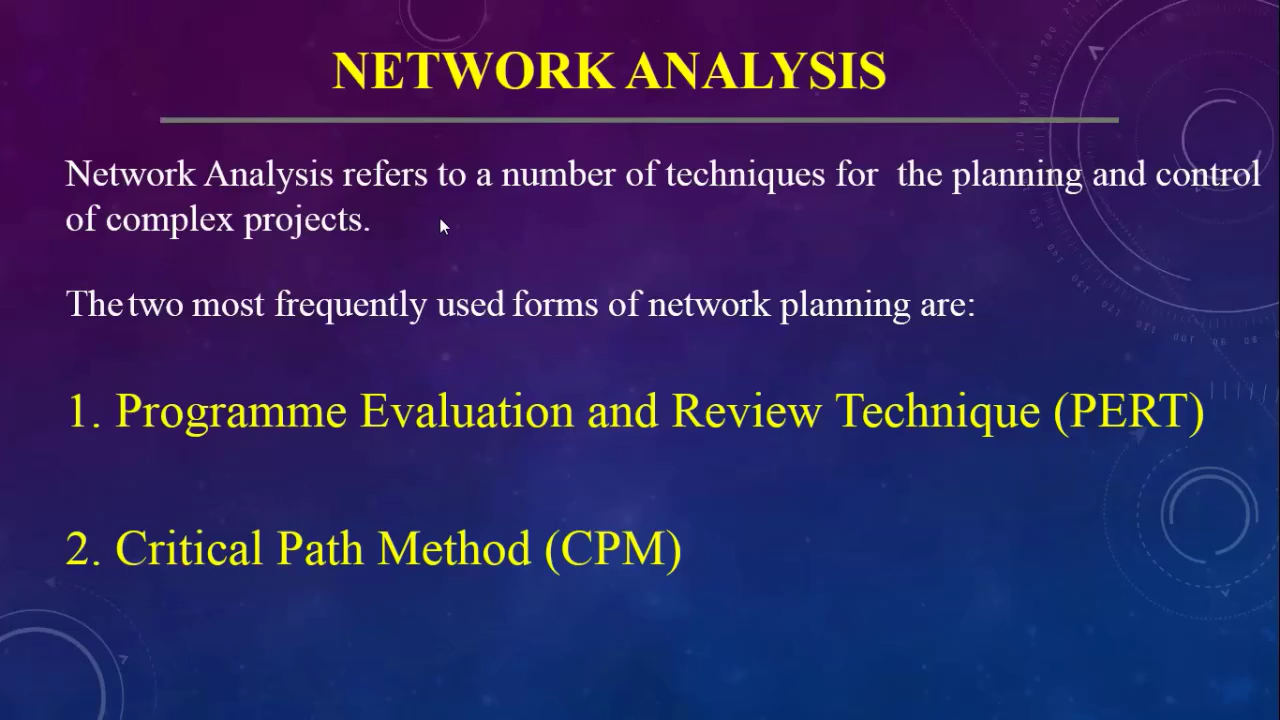 NETWORK ANALYSIS
Network Analysis refers to a number of techniques for the planning and control
of complex projects.
The two most frequently used forms of network planning are:
1. Programme Evaluation and Review Technique (PERT)
2. Critical Path Method (CPM)